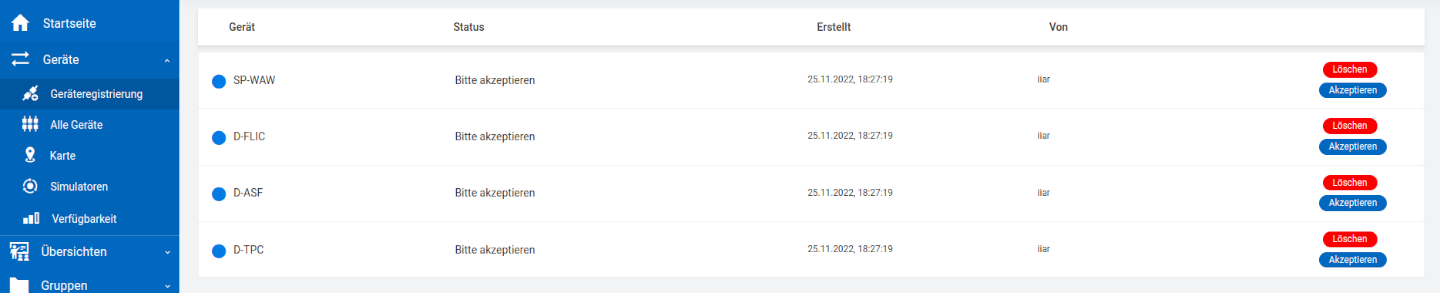 Startseite
Geräte
Geräteregistrierung
Alle Geräte
Karte
Simulatoren
Verfügbarkeit
Übersichten
Gruppen
Gerät Status Erstellt Von
SP-WAW Bitte akzeptieren 25.11.2022, 18:27:19 iiar Löschen
Akzeptieren
D-FLIC Bitte akzeptieren 25.11.2022, 18:27:19 iiar Löschen
Akzeptieren
D-ASF Bitte akzeptieren 25.11.2022, 18:27:19 iiar Löschen
Akzeptieren
D-TPC Bitte akzeptieren 25.11.2022, 18:27:19 iiar Löschen
Akzeptieren